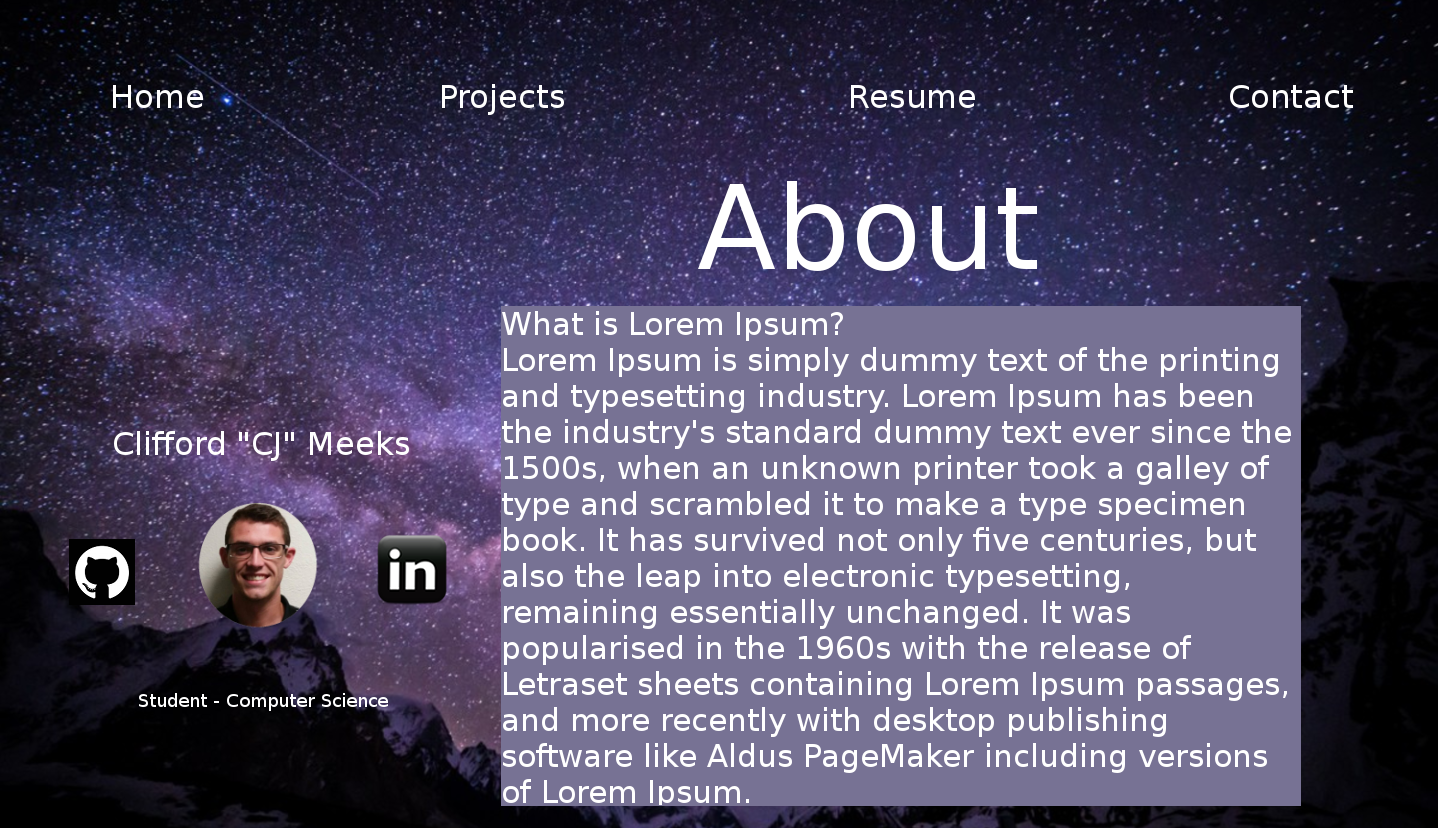 Home
Projects
Resume
Contact
About
Clifford "CJ" Meeks
in
Student - Computer Science
What is Lorem Ipsum?
Lorem Ipsum is simply dummy text of the printing
and typesetting industry. Lorem Ipsum has been
the industry's standard dummy text ever since the
1500s, when an unknown printer took a galley of
type and scrambled it to make a type specimen
book. It has survived not only five centuries, but
also the leap into electronic typesetting,
remaining essentially unchanged. It was
popularised in the 1960s with the release of
Letraset sheets containing Lorem Ipsum passages,
and more recently with desktop publishing
software like Aldus PageMaker including versions
of Lorem Ipsum.